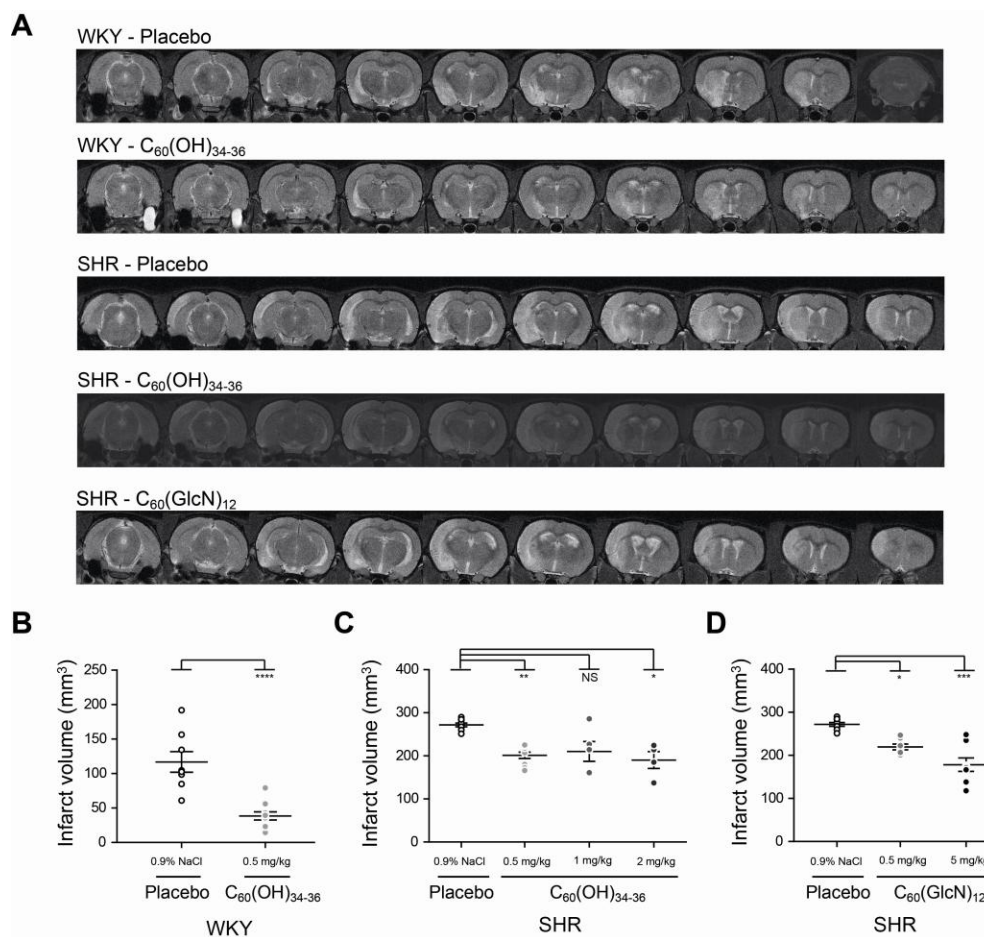 A
WKY - Placebo
WKY - C60(OH)34-36
SHR - Placebo
SHR - C60(OH)34-36
SHR - C60(GlcN)12
B
Infarct volume (mm3)
250
200
150
100
50
0
****
0.9% NaCl
0.5 mg/kg
Placebo
C60(OH)34-36
WKY
C
Infarct volume (mm3)
400
300
200
100
0
**
NS
*
0.9% NaCl
0.5 mg/kg
1 mg/kg
2 mg/kg
Placebo
C60(OH)34-36
SHR
D
Infarct volume (mm3)
400
300
200
100
0
*
***
0.9% NaCl
0.5 mg/kg
5 mg/kg
Placebo
C60(GlcN)12
SHR